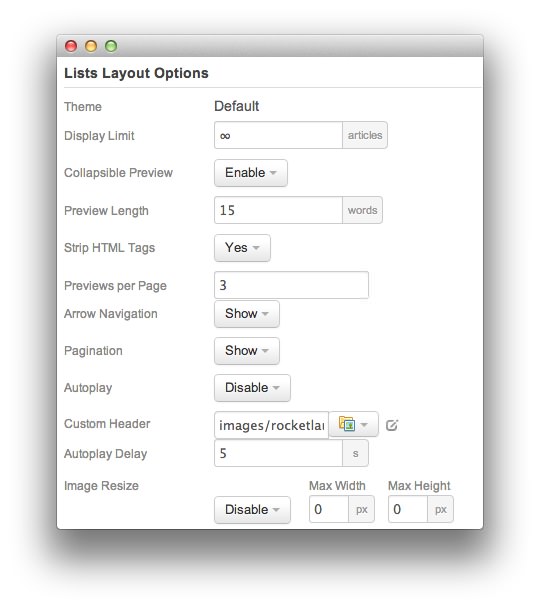 Lists Layout Options
Theme Default
Display Limit ∞ articles
Collapsible Preview Enable
Preview Length 15 words
Strip HTML Tags Yes
Previews per Page 3
Arrow Navigation Show
Pagination Show
Autoplay Disable
Custom Header images/rocketla
Autoplay Delay 5 s
Image Resize Max Width Max Height
Disable 0 px 0 px